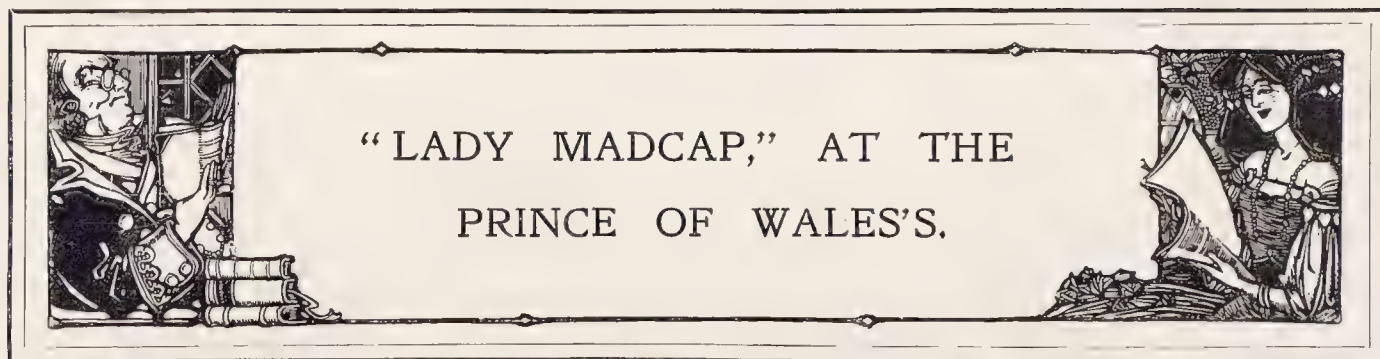 “LADY MADCAP,” AT THE
PRINCE OF WALES'S.